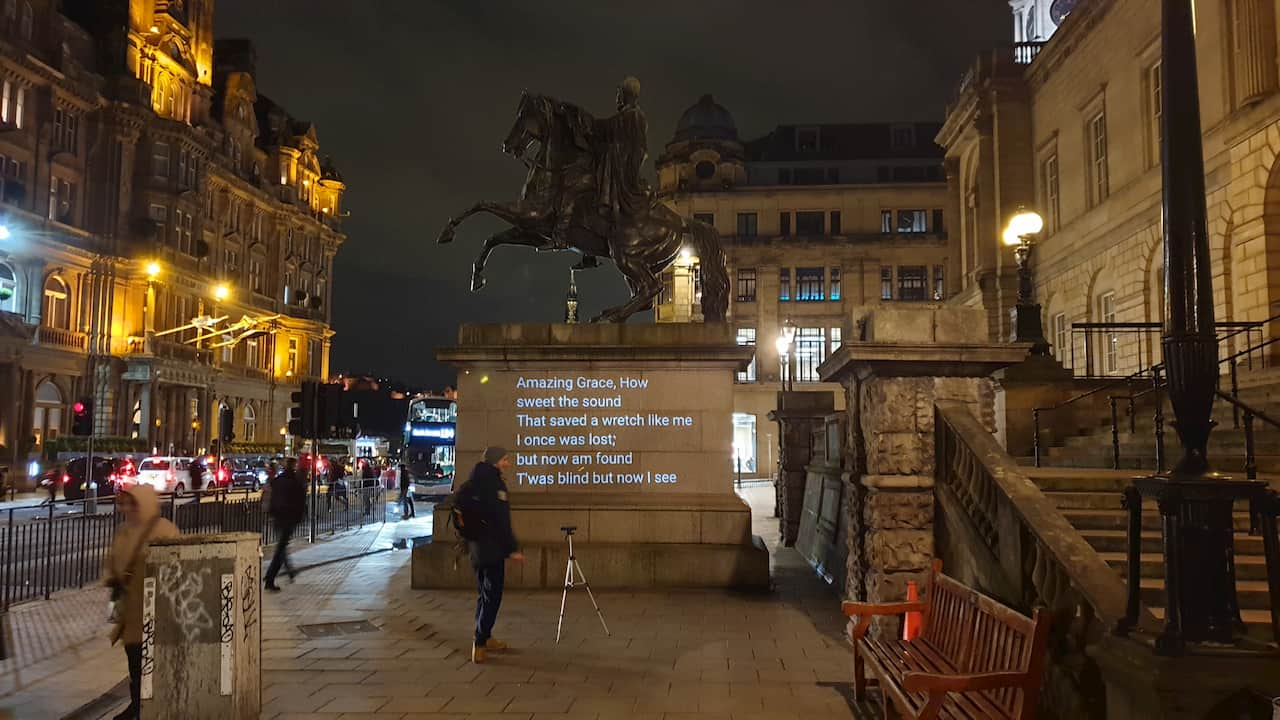 Amazing Grace, How
sweet the sound
That saved a wretch like me
I once was lost;
but now am found
T'was blind but now I see